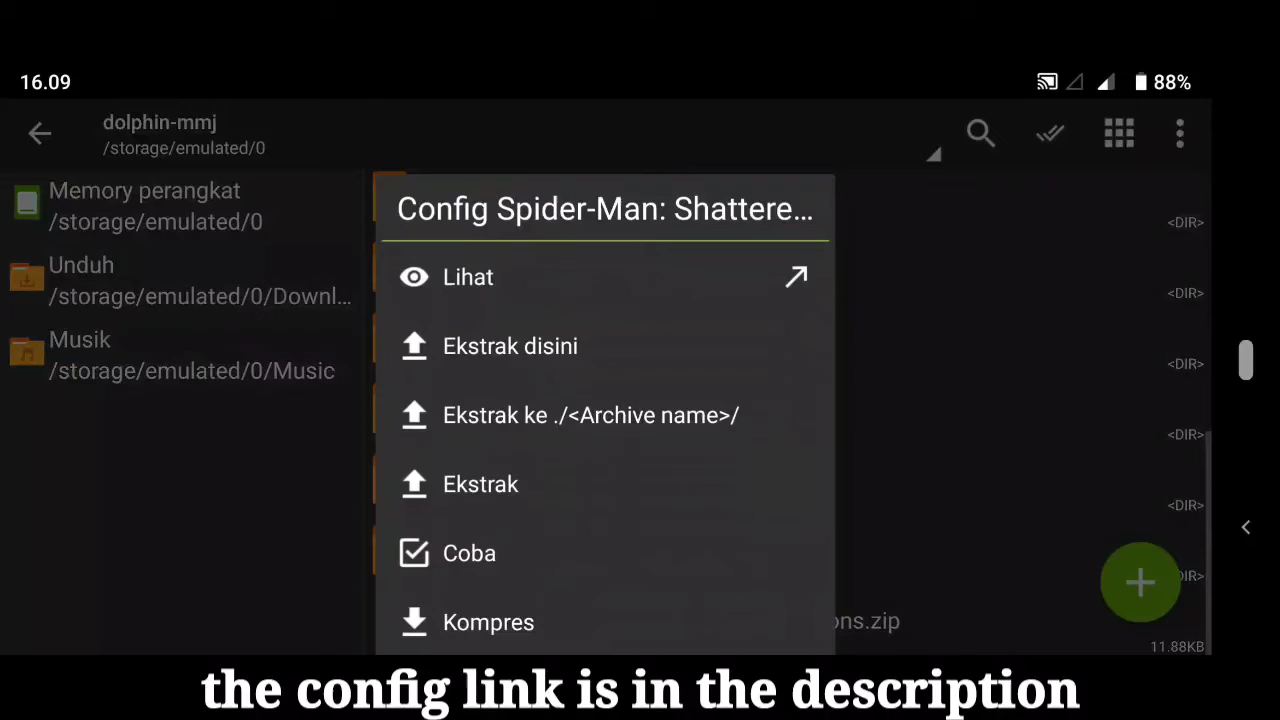 16.09
88%
dolphin-mmj
/storage/emulated/0
Memory perangkat
/storage/emulated/0
Unduh
/storage/emulated/0/Downl...
Musik
/storage/emulated/0/Music
Config Spider-Man: Shattere...
Lihat
Ekstrak disini
Ekstrak ke ./<Archive name>/
Ekstrak
Coba
Kompres
<DIR>
<DIR>
<DIR>
<DIR>
<DIR>
DIR>
ons.zip
11.88KB
the config link is in the description